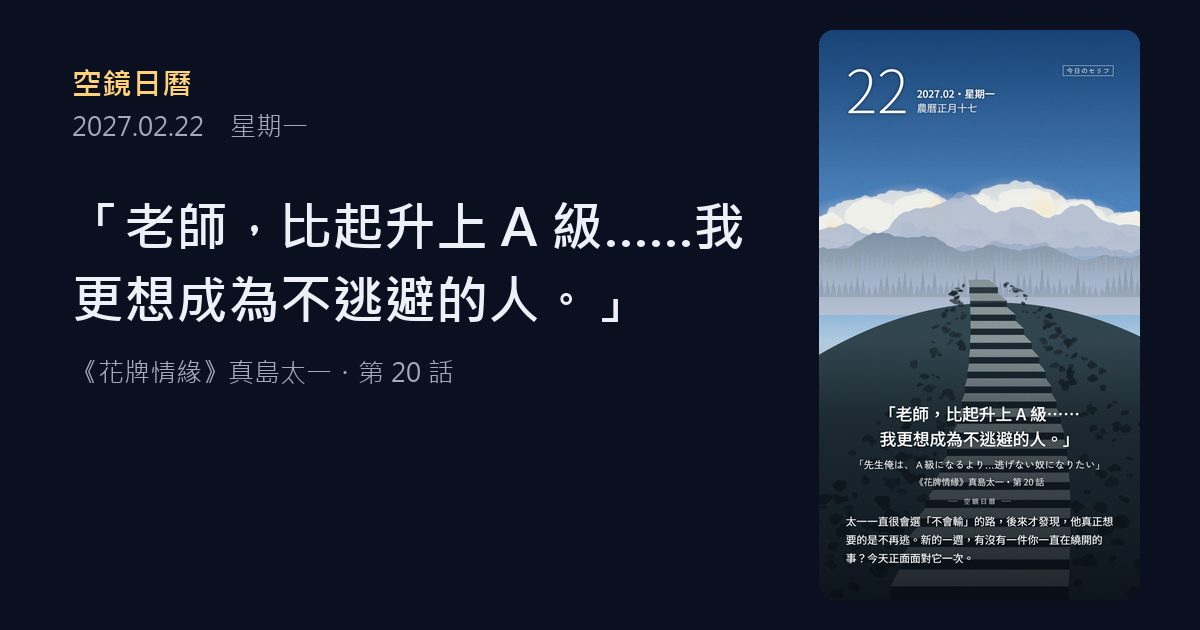 空鏡日曆
2027.02.22 星期一
「老師，比起升上 A 級……我
更想成為不逃避的人。」
《花牌情緣》真島太一・第 20 話
22
2027.02・星期一
農曆正月十七
今日のセリフ
「老師，比起升上 A 級……
我更想成為不逃避的人。」
「先生俺は、Ａ級になるより…逃げない奴になりたい」
《花牌情緣》真島太一・第 20 話
— 空鏡日曆 —
太一一直很會選「不會輸」的路，後來才發現，他真正想
要的是不再逃。新的一週，有沒有一件你一直在繞開的
事？今天正面面對它一次。